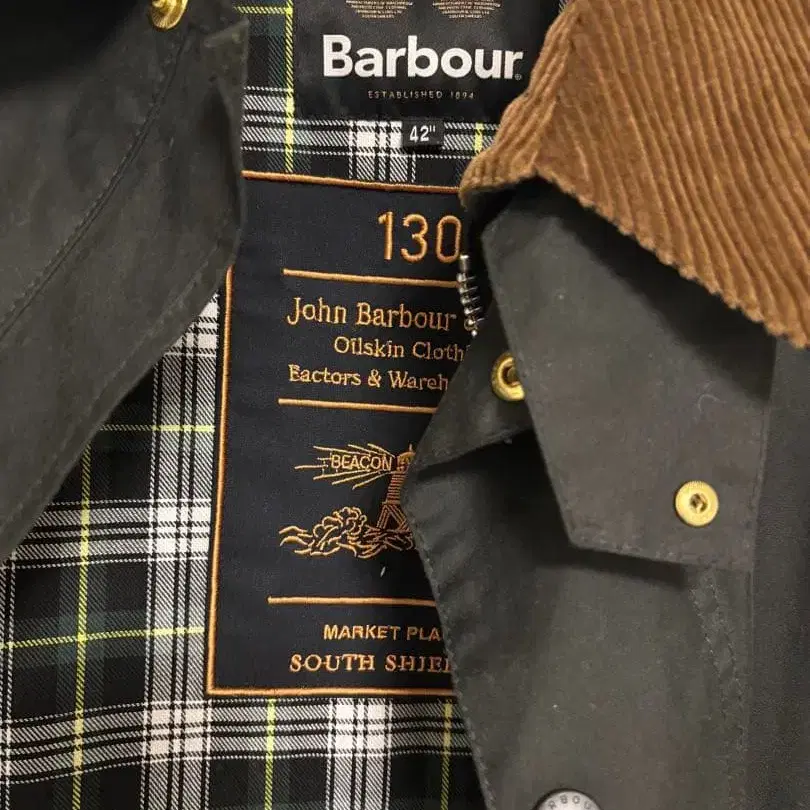 Barbour
ESTABLISHED 1894
42"
130
John Barbour
Oilskin Cloth
Factors & Wareh
BEACON
MARKET PLA
SOUTH SHIEL